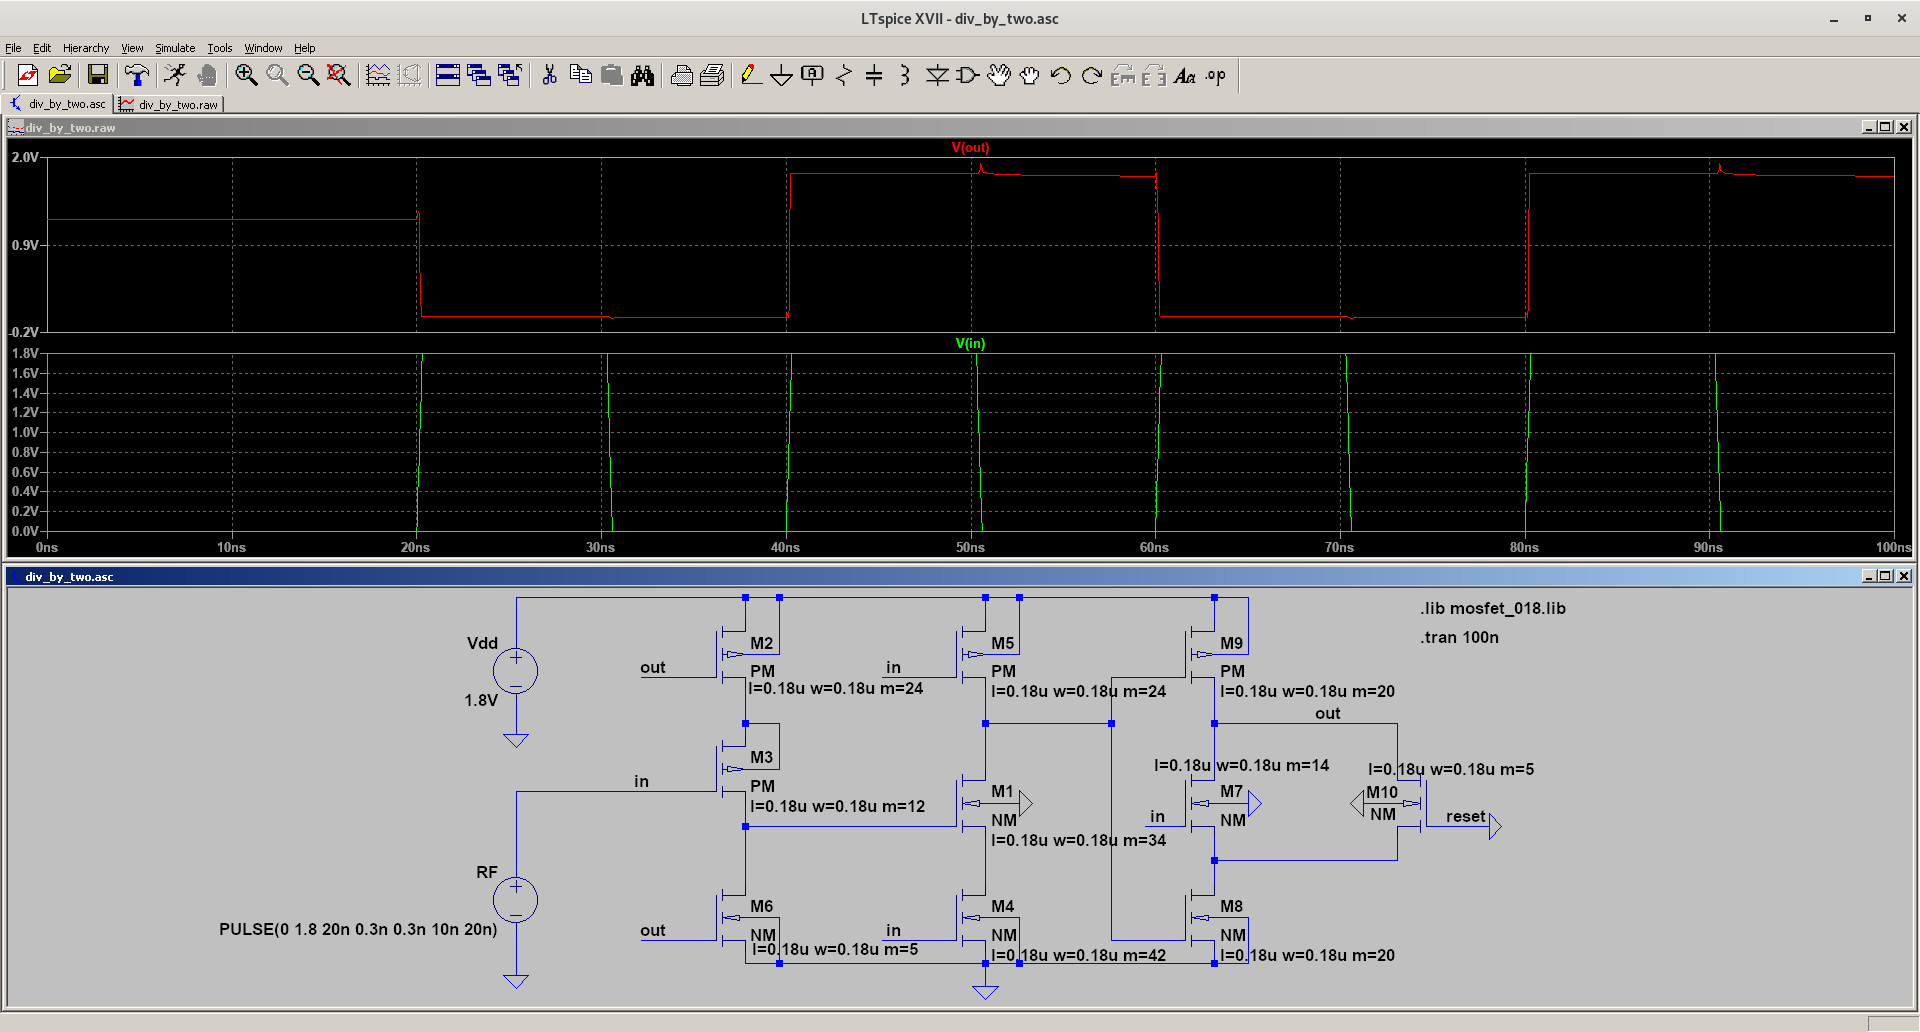 LTspice XVII - div_by_two.asc
File Edit Hierarchy View Simulate Tools Window Help
div_by_two.asc div_by_two.raw
div_by_two.raw
V(out)
2.0V
0.9V
-0.2V
V(in)
1.8V
1.6V
1.4V
1.2V
1.0V
0.8V
0.6V
0.4V
0.2V
0.0V
0ns 10ns 20ns 30ns 40ns 50ns 60ns 70ns 80ns 90ns 100ns
div_by_two.asc
.lib mosfet_018.lib
.tran 100n
Vdd
1.8V
RF
PULSE(0 1.8 20n 0.3n 0.3n 10n 20n)
out
M2
PM
l=0.18u w=0.18u m=24
in
M3
PM
l=0.18u w=0.18u m=12
out
M6
NM
l=0.18u w=0.18u m=5
in
M5
PM
l=0.18u w=0.18u m=24
M1
NM
l=0.18u w=0.18u m=34
in
M4
NM
l=0.18u w=0.18u m=42
M9
PM
l=0.18u w=0.18u m=20
out
l=0.18u w=0.18u m=14
M7
NM
in
M8
NM
l=0.18u w=0.18u m=20
l=0.18u w=0.18u m=5
M10
NM
reset